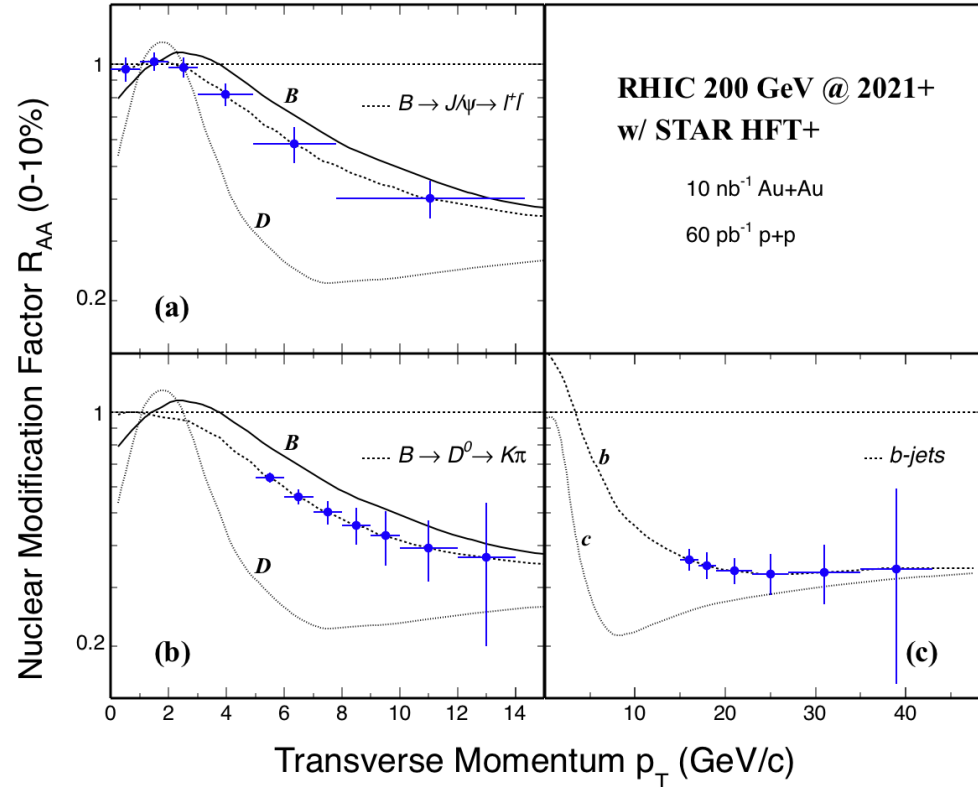 Nuclear Modification Factor R_AA (0-10%)
1
0.2
B
D
B → J/ψ → l⁺l⁻
(a)
RHIC 200 GeV @ 2021+
w/ STAR HFT+
10 nb⁻¹ Au+Au
60 pb⁻¹ p+p
1
0.2
B
D
B → D⁰ → Kπ
(b)
b
c
b-jets
(c)
0 2 4 6 8 10 12 14
10 20 30 40
Transverse Momentum p_T (GeV/c)